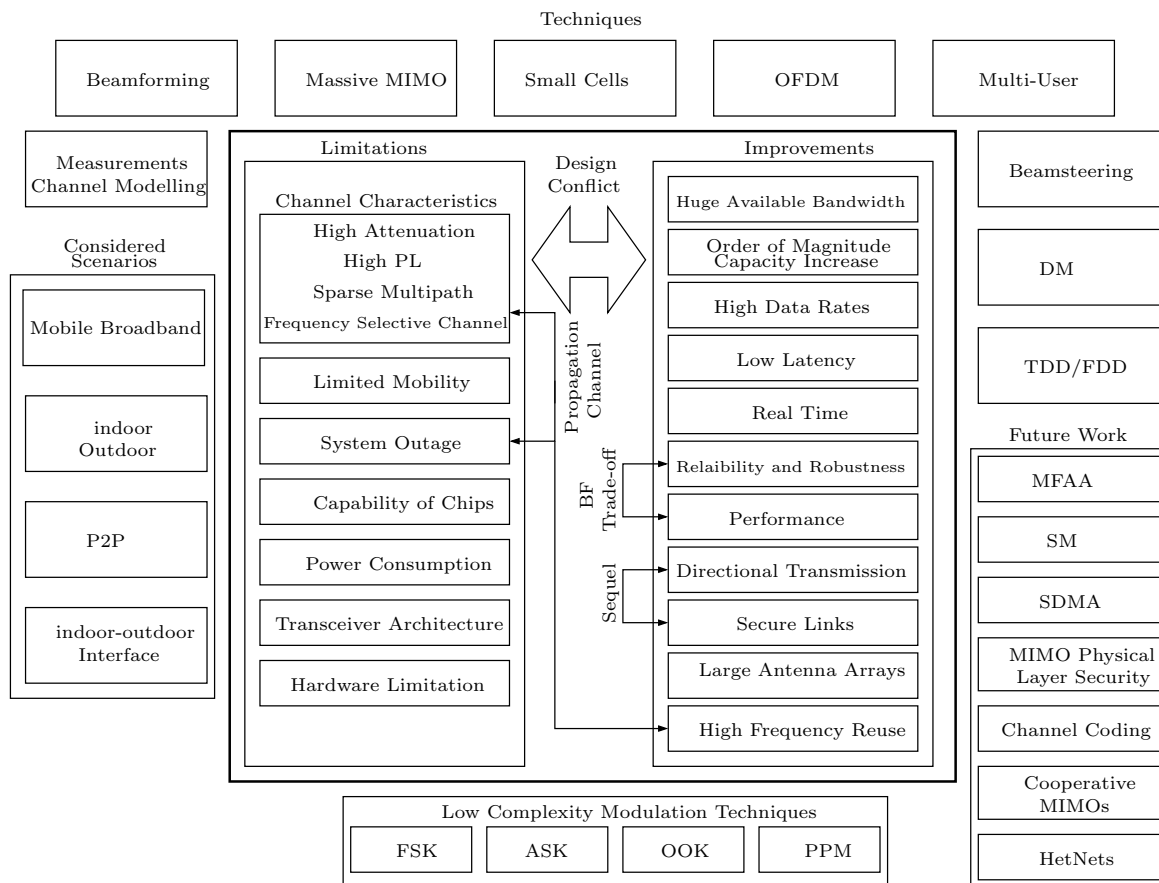 Techniques
Beamforming
Massive MIMO
Small Cells
OFDM
Multi-User
Measurements
Channel Modelling
Considered
Scenarios
Mobile Broadband
indoor
Outdoor
P2P
indoor-outdoor
Interface
Limitations
Channel Characteristics
High Attenuation
High PL
Sparse Multipath
Frequency Selective Channel
Limited Mobility
System Outage
Capability of Chips
Power Consumption
Transceiver Architecture
Hardware Limitation
Design
Conflict
Propagation
Channel
BF
Trade-off
Sequel
Improvements
Huge Available Bandwidth
Order of Magnitude
Capacity Increase
High Data Rates
Low Latency
Real Time
Relaibility and Robustness
Performance
Directional Transmission
Secure Links
Large Antenna Arrays
High Frequency Reuse
Beamsteering
DM
TDD/FDD
Future Work
MFAA
SM
SDMA
MIMO Physical
Layer Security
Channel Coding
Cooperative
MIMOs
HetNets
Low Complexity Modulation Techniques
FSK
ASK
OOK
PPM